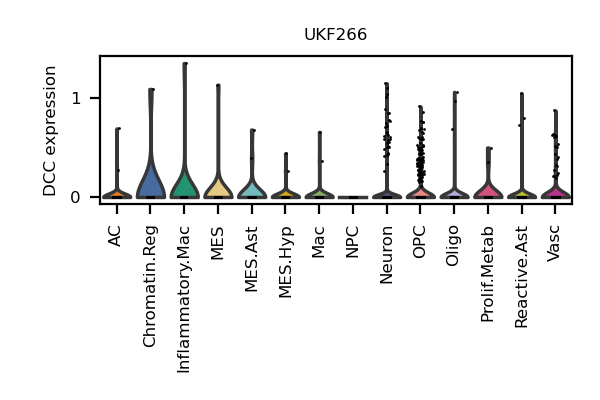 UKF266
DCC expression
1
0
AC
Chromatin.Reg
Inflammatory.Mac
MES
MES.Ast
MES.Hyp
Mac
NPC
Neuron
OPC
Oligo
Prolif.Metab
Reactive.Ast
Vasc